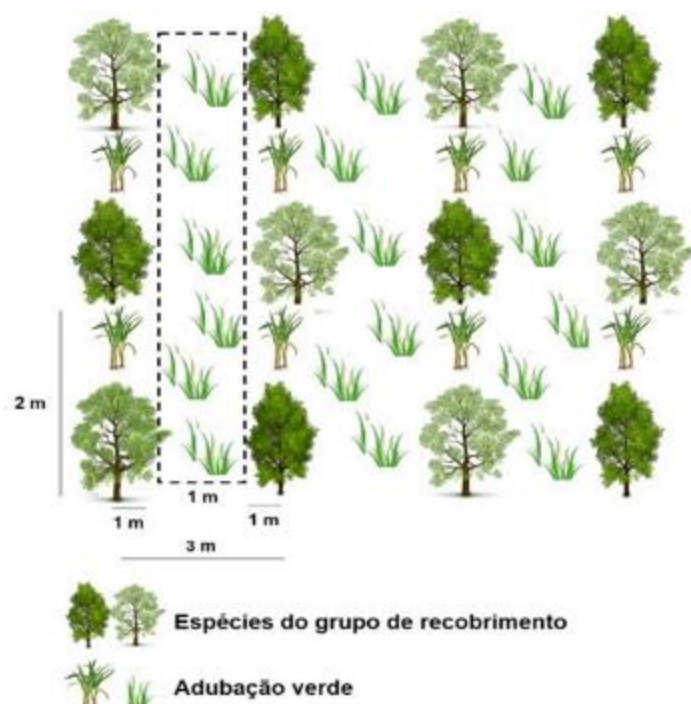 2 m
1 m
1 m
1 m
3 m
Espécies do grupo de recobrimento
Adubação verde